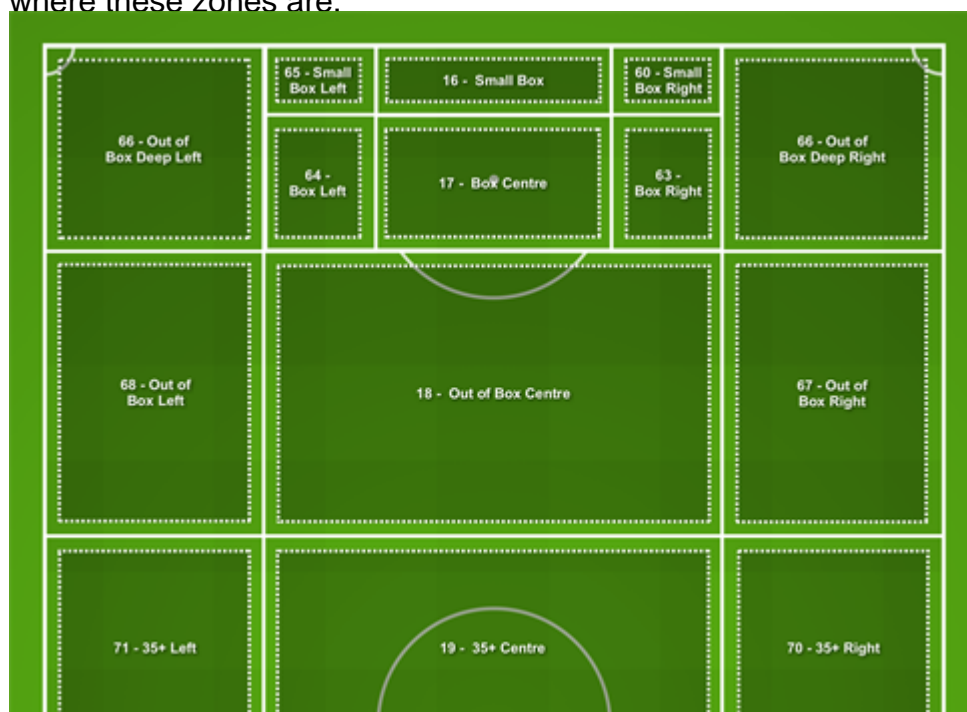 where these zones are.
65 - Small
Box Left
16 - Small Box
60 - Small
Box Right
66 - Out of
Box Deep Left
66 - Out of
Box Deep Right
64 -
Box Left
17 - Box Centre
63 -
Box Right
68 - Out of
Box Left
18 - Out of Box Centre
67 - Out of
Box Right
71 - 35+ Left
19 - 35+ Centre
70 - 35+ Right